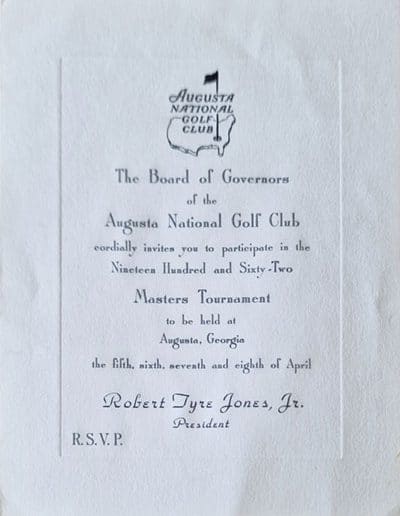 Augusta
National
Golf
Club
The Board of Governors
of the
Augusta National Golf Club
cordially invites you to participate in the
Nineteen Hundred and Sixty-Two
Masters Tournament
to be held at
Augusta, Georgia
the fifth, sixth, seventh and eighth of April
Robert Tyre Jones, Jr.
President
R.S.V.P.